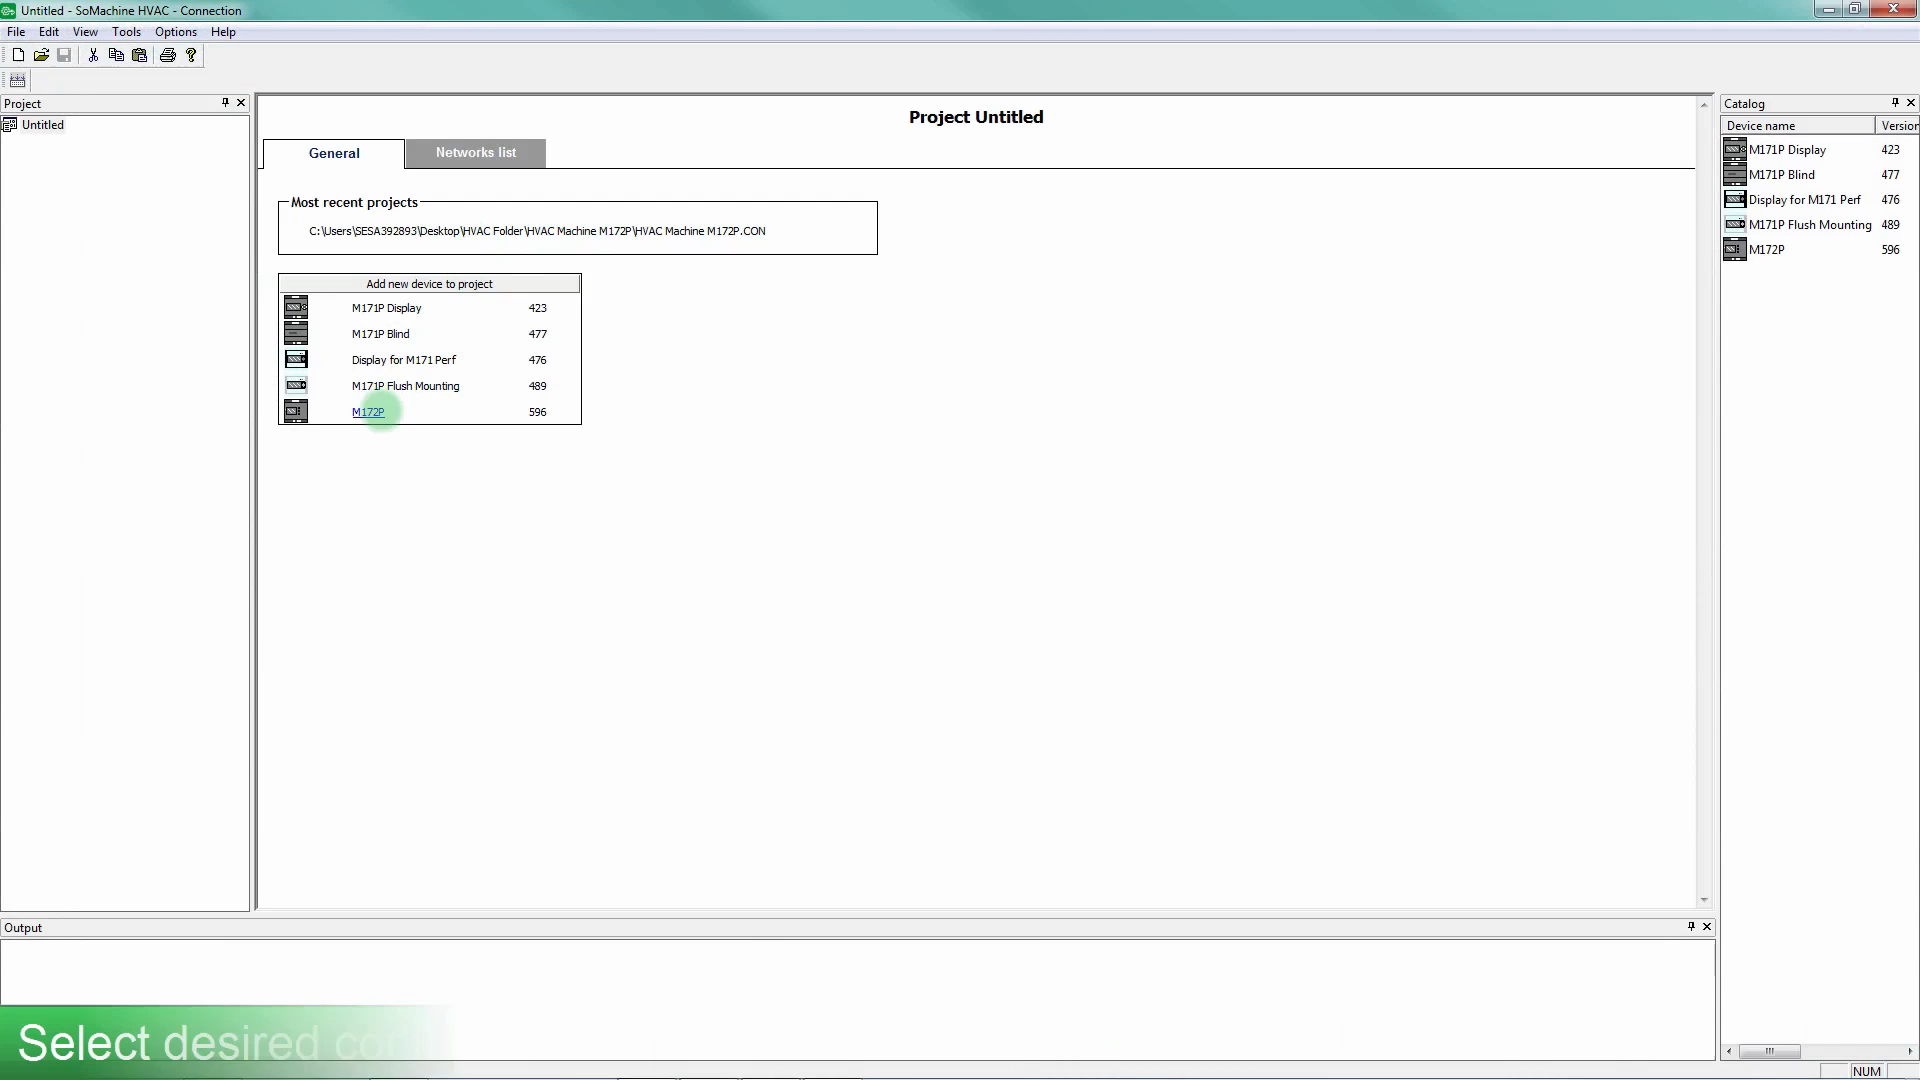 Untitled - SoMachine HVAC - Connection
File Edit View Tools Options Help
Project
Untitled
Project Untitled
General Networks list
Most recent projects
C:\Users\SESA392893\Desktop\HVAC Folder\HVAC Machine M172P\HVAC Machine M172P.CON
Add new device to project
M171P Display 423
M171P Blind 477
Display for M171 Perf 476
M171P Flush Mounting 489
M172P 596
Catalog
Device name Version
M171P Display 423
M171P Blind 477
Display for M171 Perf 476
M171P Flush Mounting 489
M172P 596
Output
Select desired
NUM